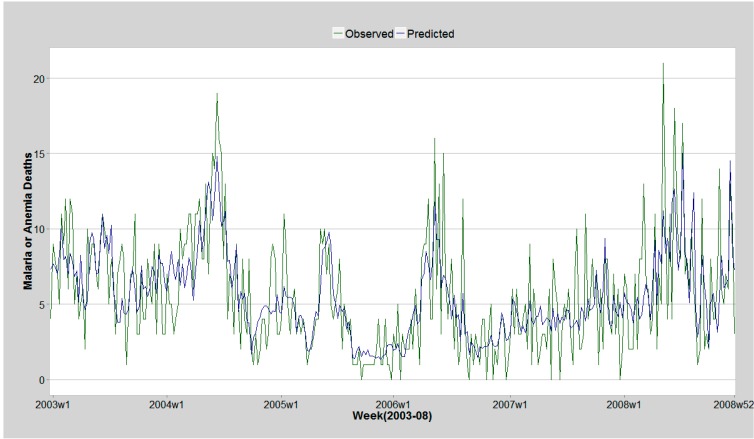 Observed Predicted
20
15
10
5
0
Malaria or Anemia Deaths
2003w1 2004w1 2005w1 2006w1 2007w1 2008w1 2008w52
Week(2003-08)